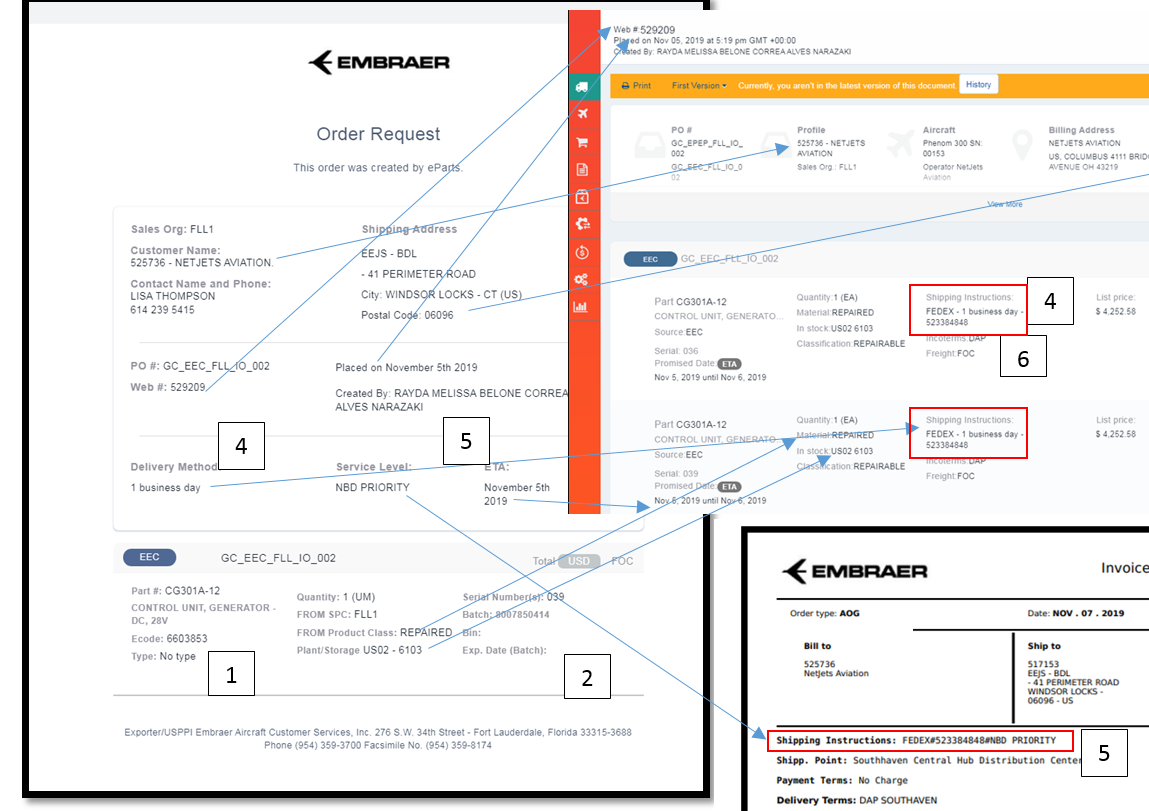 EMBRAER
Order Request
This order was created by eParts.
Sales Org: FLL1
Customer Name:
525736 - NETJETS AVIATION.
Contact Name and Phone:
LISA THOMPSON
614 239 5415
Shipping Address
EEJS - BDL
- 41 PERIMETER ROAD
City: WINDSOR LOCKS - CT (US)
Postal Code: 06096
PO #: GC_EEC_FLL_IO_002
Web #: 529209
Placed on November 5th 2019
Created By: RAYDA MELISSA BELONE CORREA
ALVES NARAZAKI
4
5
Delivery Method
1 business day
Service Level:
NBD PRIORITY
ETA:
November 5th
2019
EEC
GC_EEC_FLL_IO_002
Total USD FOC
Part #: CG301A-12
CONTROL UNIT, GENERATOR -
DC, 28V
Ecode: 6603853
Type: No type
1
Quantity: 1 (UM)
FROM SPC: FLL1
FROM Product Class: REPAIRED
Plant/Storage US02 - 6103
Serial Number(s): 039
Batch: 8007850414
Bin:
Exp. Date (Batch):
2
Exporter/USPPI Embraer Aircraft Customer Services, Inc. 276 S.W. 34th Street - Fort Lauderdale, Florida 33315-3688
Phone (954) 359-3700 Facsimile No. (954) 359-8174
Web #:529209
Placed on Nov 05, 2019 at 5:19 pm GMT +00:00
Created By: RAYDA MELISSA BELONE CORREA ALVES NARAZAKI
Print First Version Currently, you aren't in the latest version of this document. History
PO #
GC_EPEP_FLL_IO_
002
GC_EEC_FLL_IO_0
02
Profile
525736 - NETJETS
AVIATION
Sales Org.: FLL1
Aircraft
Phenom 300 SN:
00153
Operator NetJets
Aviation
Billing Address
NETJETS AVIATION
US, COLUMBUS 4111 BRID
AVENUE OH 43219
View More
EEC GC_EEC_FLL_IO_002
Part CG301A-12
CONTROL UNIT, GENERATO...
Source:EEC
Serial: 036
Promised Date: ETA
Nov 5, 2019 until Nov 6, 2019
Quantity:1 (EA)
Material:REPAIRED
In stock:US02 6103
Classification:REPAIRABLE
Shipping Instructions:
FEDEX - 1 business day -
523384848
Incoterms:DAP
Freight:FOC
4
6
List price:
$ 4,252.58
Part CG301A-12
CONTROL UNIT, GENERATO...
Source:EEC
Serial: 039
Promised Date: ETA
Nov 5, 2019 until Nov 6, 2019
Quantity:1 (EA)
Material:REPAIRED
In stock:US02 6103
Classification:REPAIRABLE
Shipping Instructions:
FEDEX - 1 business day -
523384848
Incoterms:DAP
Freight:FOC
List price:
$ 4,252.58
EMBRAER
Invoice
Order type: AOG
Date: NOV . 07 . 2019
Bill to
525736
NetJets Aviation
Ship to
517153
EEJS - BDL
- 41 PERIMETER ROAD
WINDSOR LOCKS -
06096 - US
Shipping Instructions: FEDEX#523384848#NBD PRIORITY
5
Shipp. Point: Southhaven Central Hub Distribution Center
Payment Terms: No Charge
Delivery Terms: DAP SOUTHAVEN